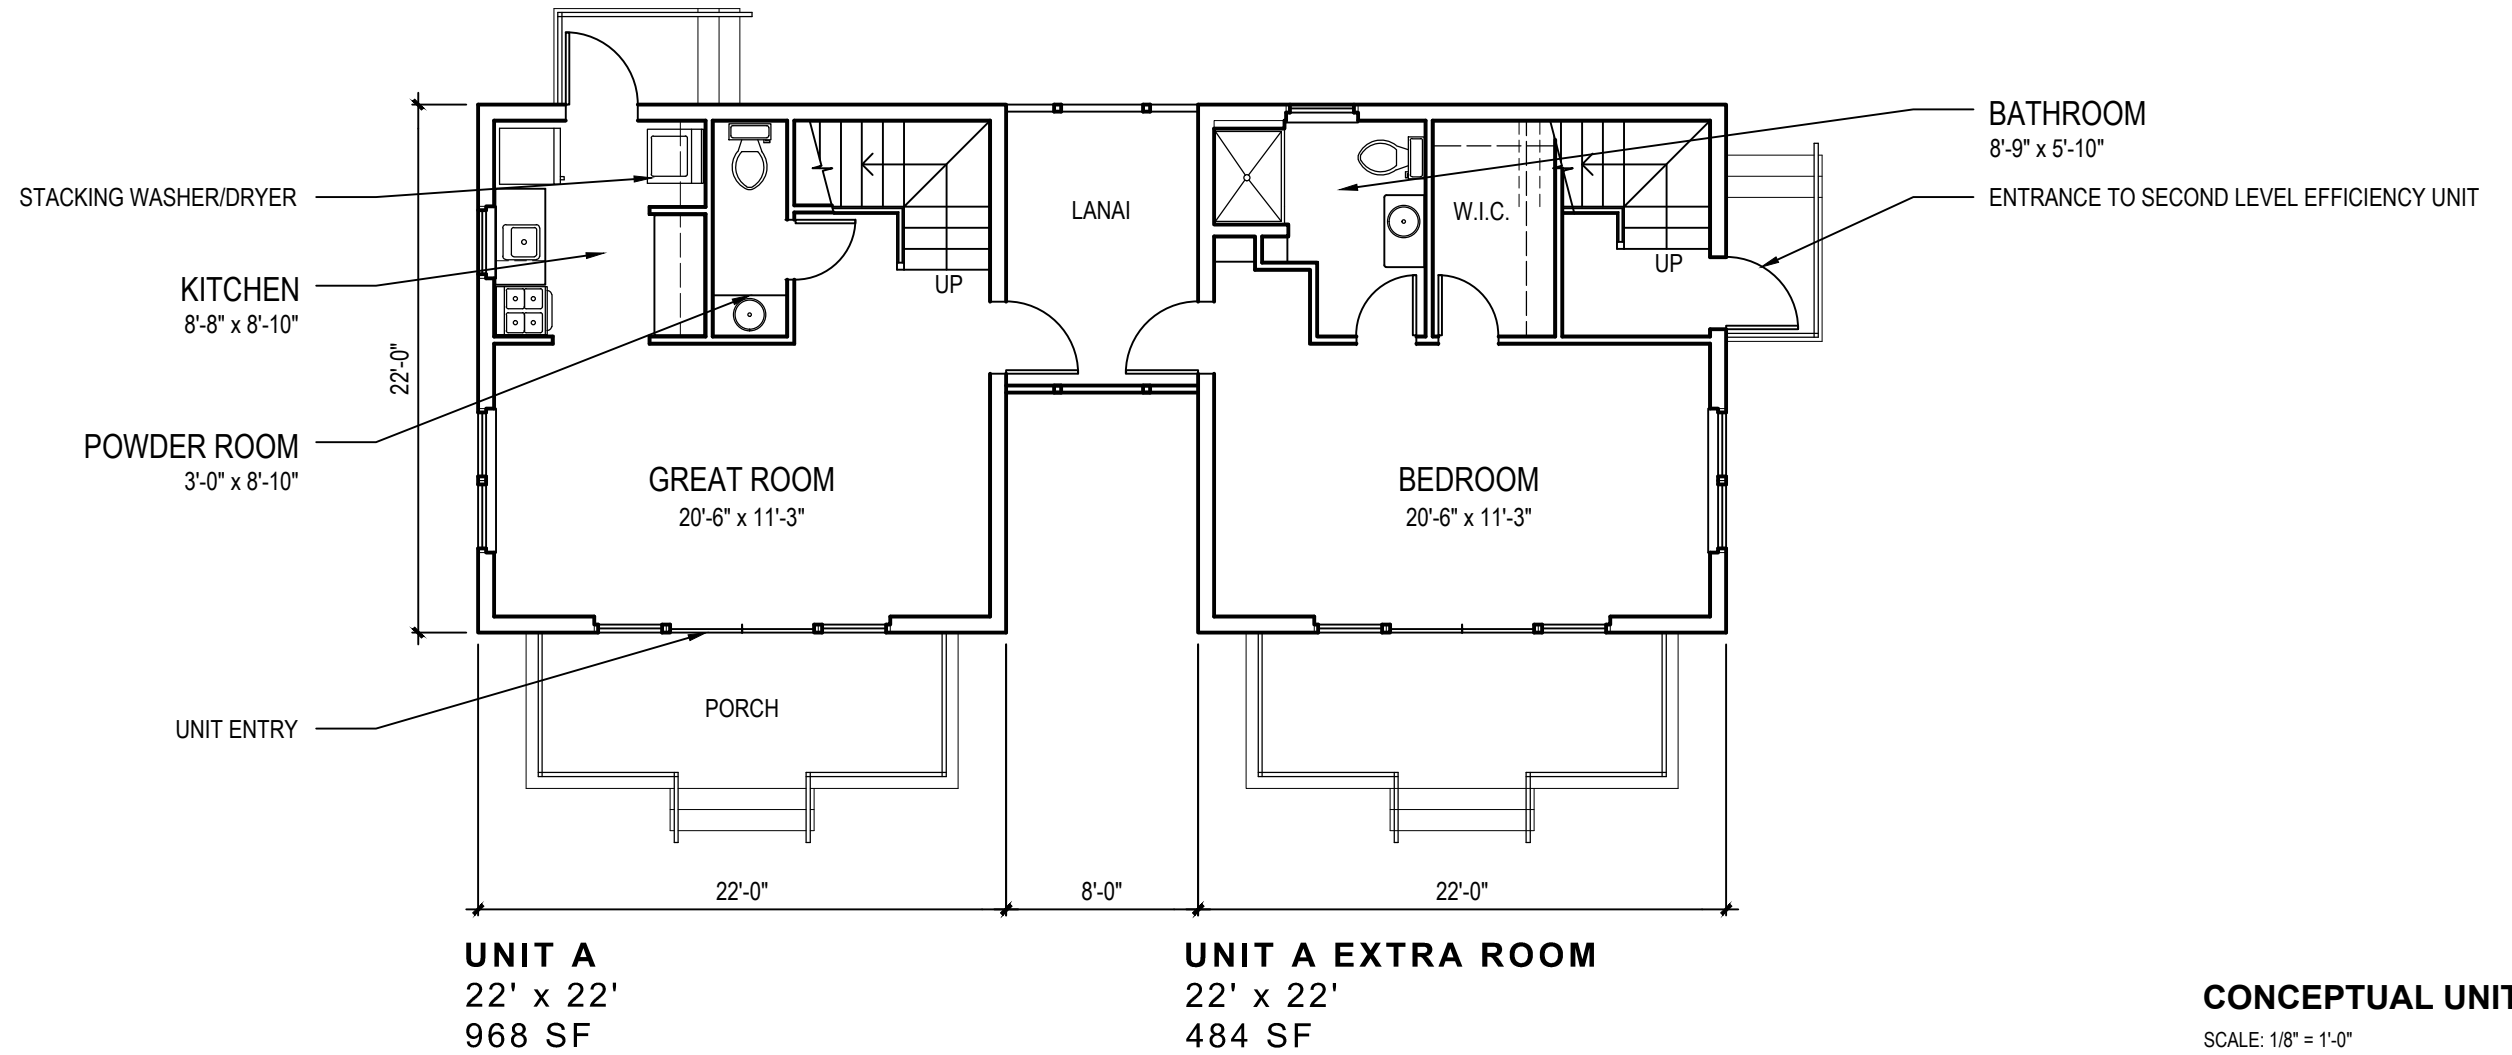 BATHROOM
8'-9" x 5'-10"
STACKING WASHER/DRYER
LANAI
W.I.C.
ENTRANCE TO SECOND LEVEL EFFICIENCY UNIT
UP
UP
KITCHEN
8'-8" x 8'-10"
22'-0"
POWDER ROOM
3'-0" x 8'-10"
GREAT ROOM
20'-6" x 11'-3"
BEDROOM
20'-6" x 11'-3"
UNIT ENTRY
PORCH
22'-0"
8'-0"
22'-0"
UNIT A
22' x 22'
968 SF
UNIT A EXTRA ROOM
22' x 22'
484 SF
CONCEPTUAL UNIT
SCALE: 1/8" = 1'-0"